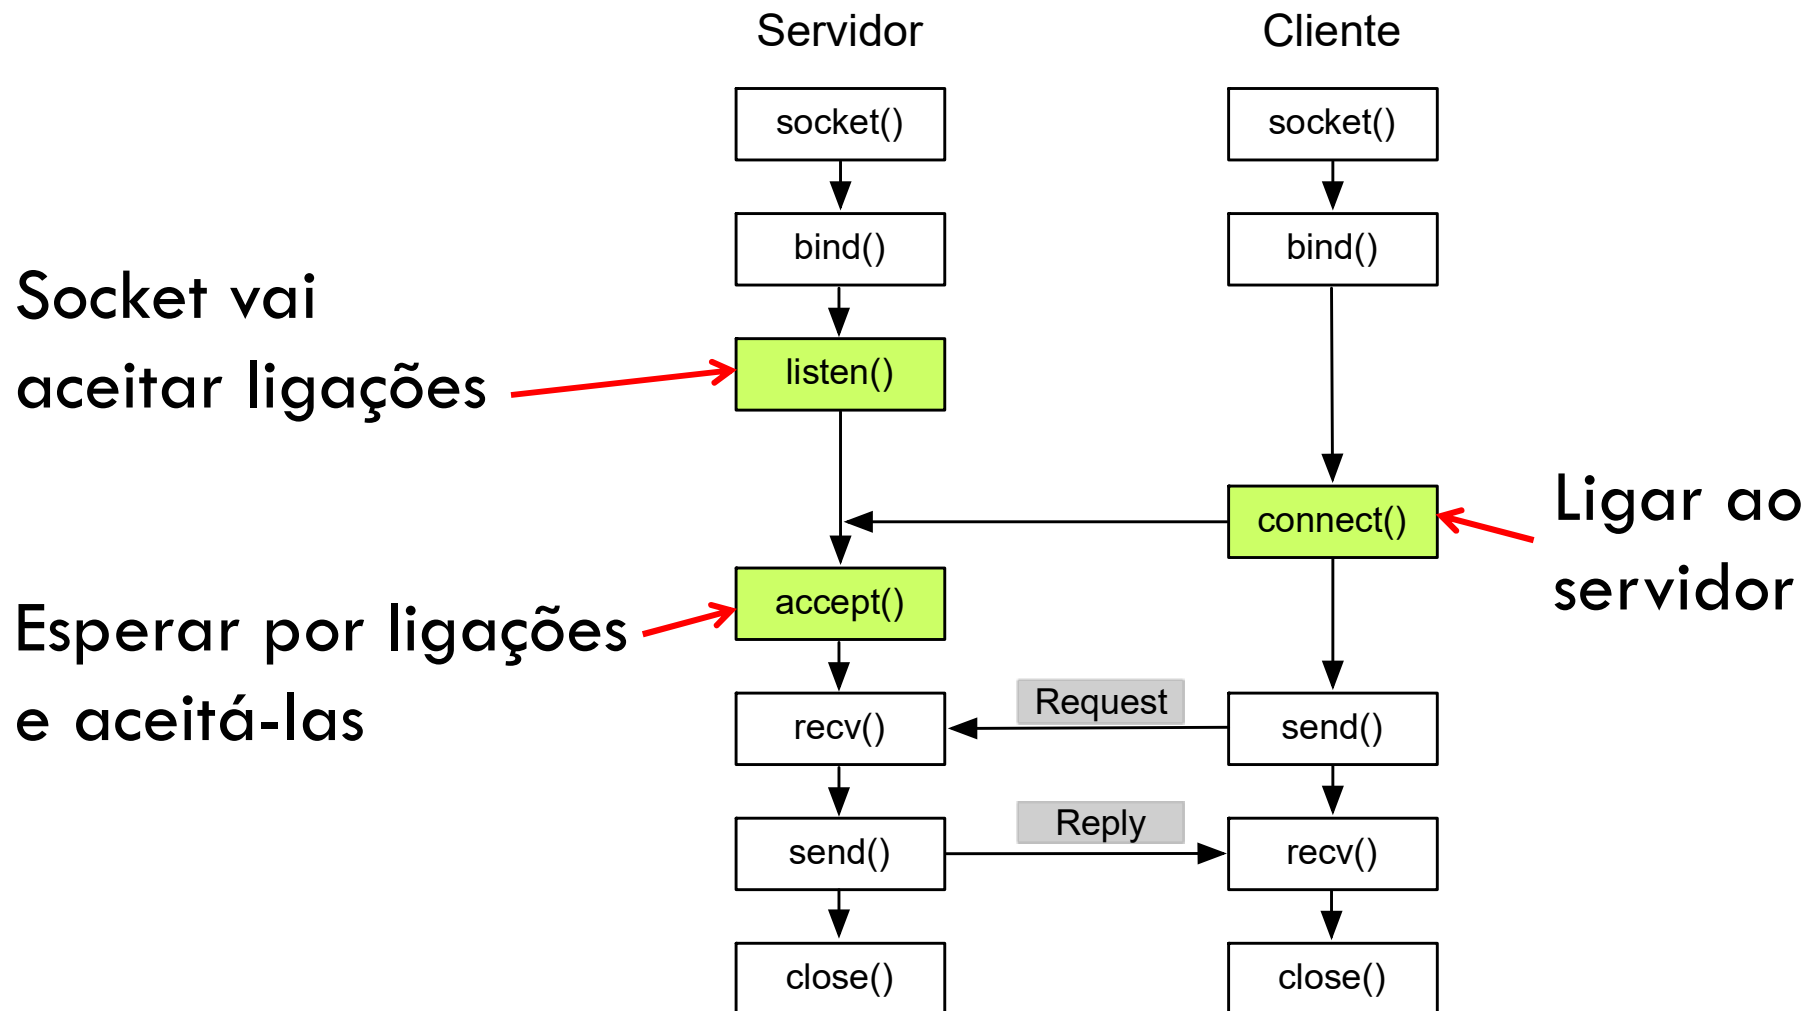 Servidor
Cliente
socket()
socket()
bind()
bind()
Socket vai
aceitar ligações
listen()
connect()
Ligar ao
servidor
accept()
Esperar por ligações
e aceitá-las
Request
recv()
send()
Reply
send()
recv()
close()
close()